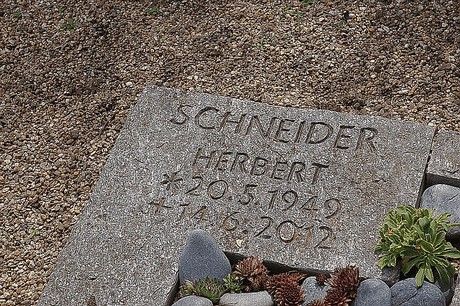 SCHNEIDER
HERBERT
* 20.5.1949
† 14.6.2012